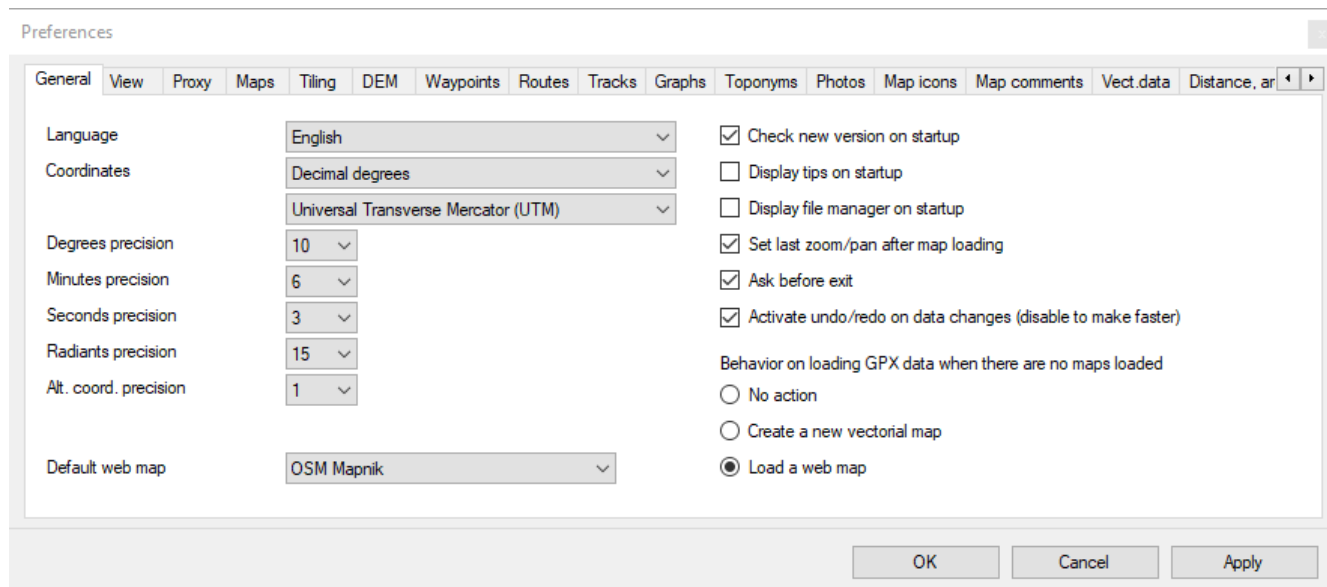 Preferences
General View Proxy Maps Tiling DEM Waypoints Routes Tracks Graphs Toponyms Photos Map icons Map comments Vect.data Distance, ar
Language English
Coordinates Decimal degrees
Universal Transverse Mercator (UTM)
Degrees precision 10
Minutes precision 6
Seconds precision 3
Radiants precision 15
Alt. coord. precision 1
Default web map OSM Mapnik
Check new version on startup
Display tips on startup
Display file manager on startup
Set last zoom/pan after map loading
Ask before exit
Activate undo/redo on data changes (disable to make faster)
Behavior on loading GPX data when there are no maps loaded
No action
Create a new vectorial map
Load a web map
OK Cancel Apply